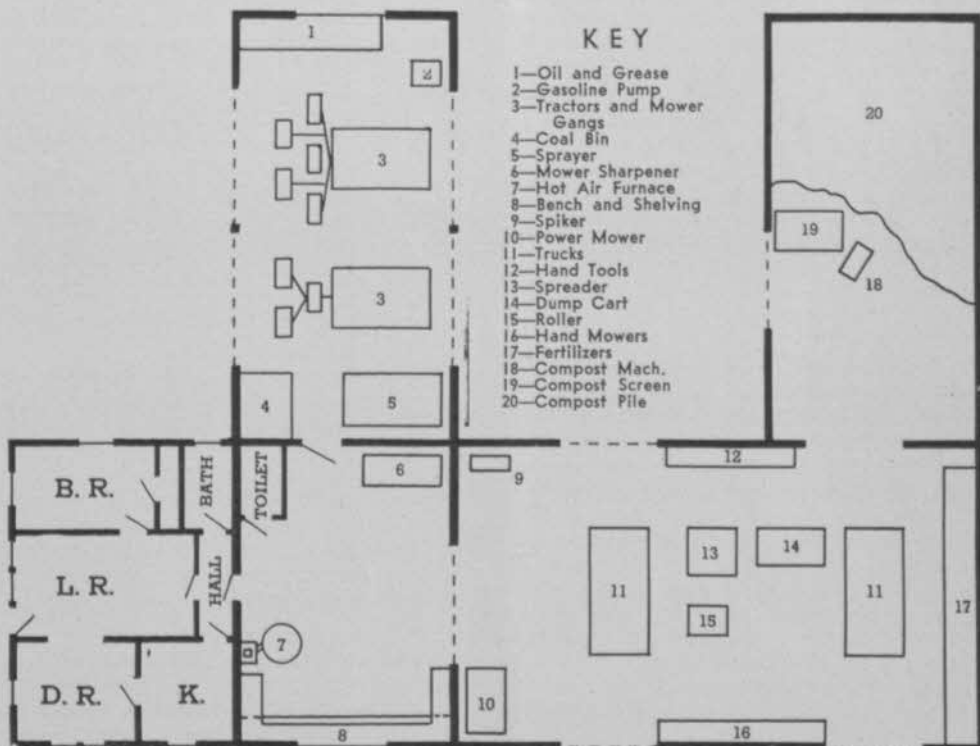 KEY
1—Oil and Grease
2—Gasoline Pump
3—Tractors and Mower
Gangs
4—Coal Bin
5—Sprayer
6—Mower Sharpener
7—Hot Air Furnace
8—Bench and Shelving
9—Spiker
10—Power Mower
11—Trucks
12—Hand Tools
13—Spreader
14—Dump Cart
15—Roller
16—Hand Mowers
17—Fertilizers
18—Compost Mach.
19—Compost Screen
20—Compost Pile
1
2
3
3
4
5
20
19
18
6
9
12
B. R.
BATH
TOILET
L. R.
HALL
11
13
14
11
15
17
7
D. R.
K.
10
8
16